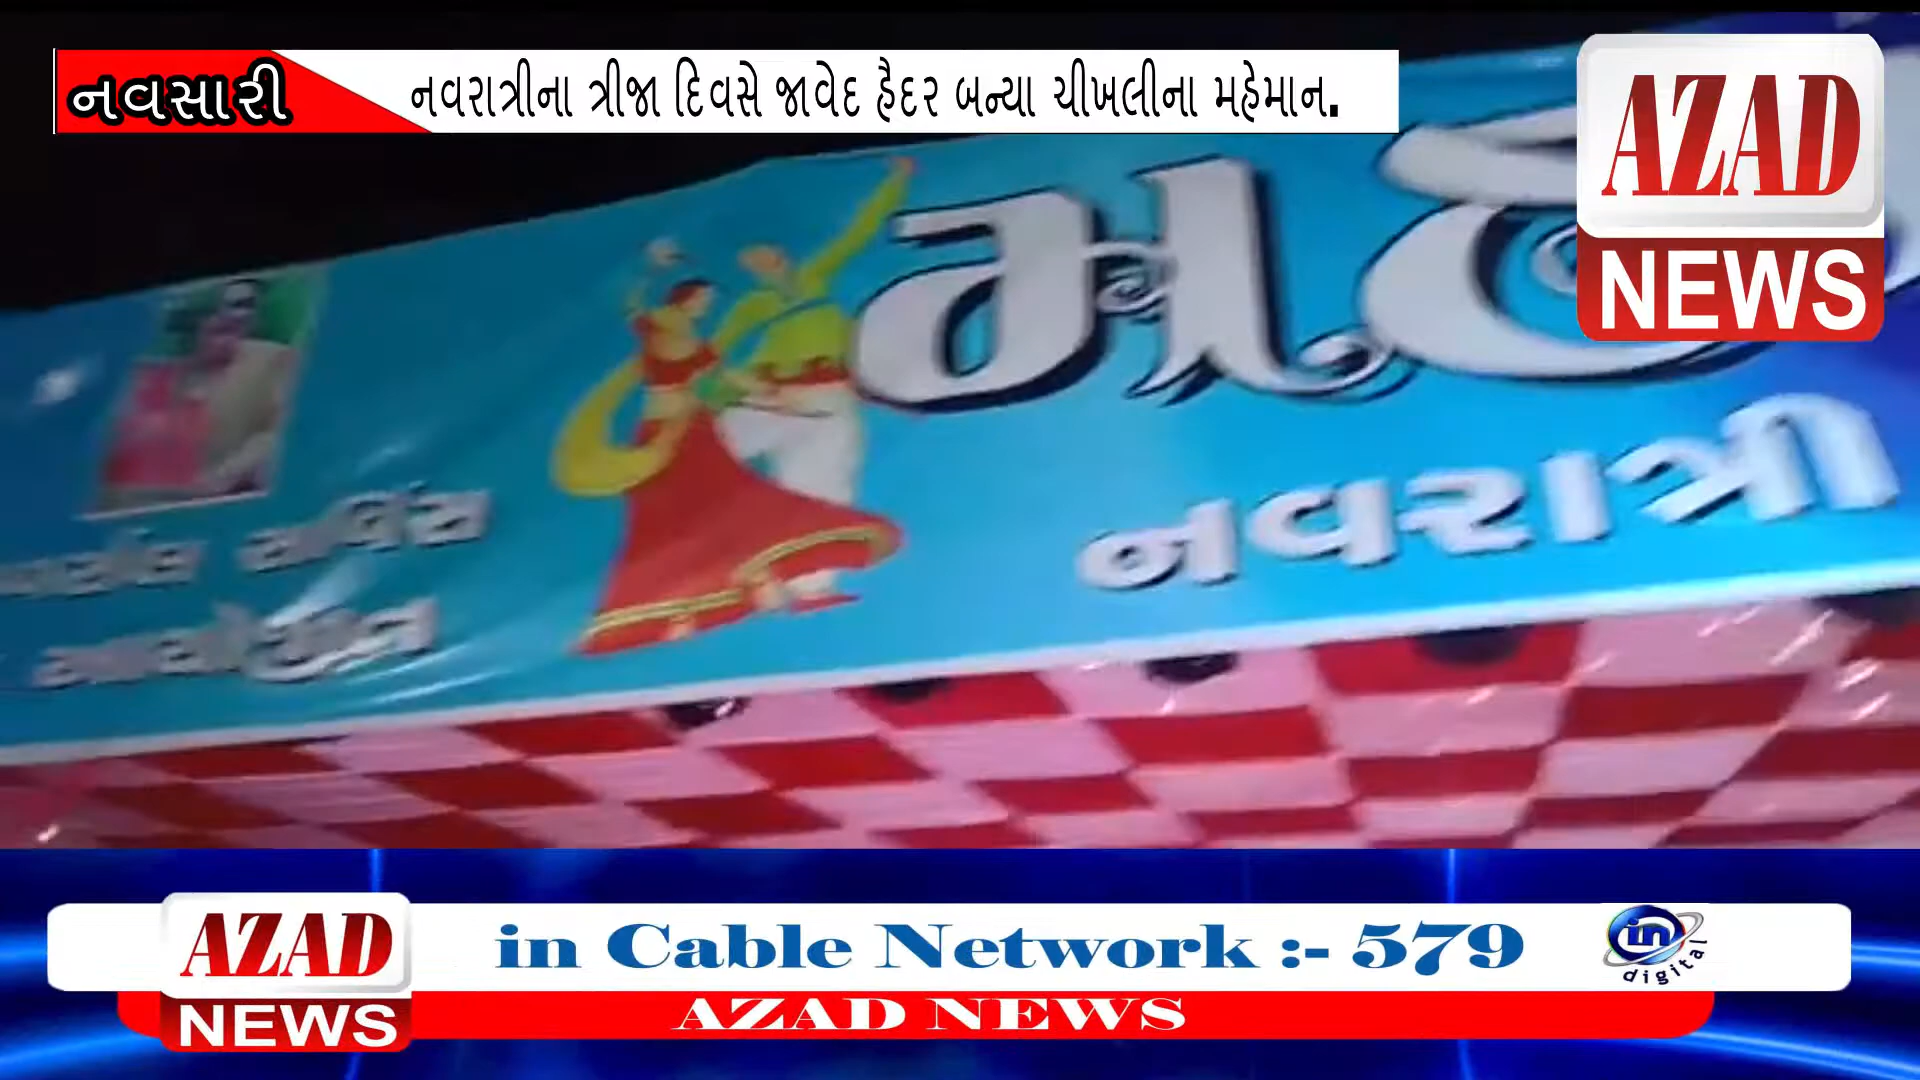 નવસારી
નવરાત્રીના ત્રીજા દિવસે જાવેદ હૈદર બન્યા ચીખલીના મહેમાન.
AZAD
NEWS
નવરાત્રી
AZAD
NEWS
in Cable Network :- 579
in
digital
AZAD NEWS